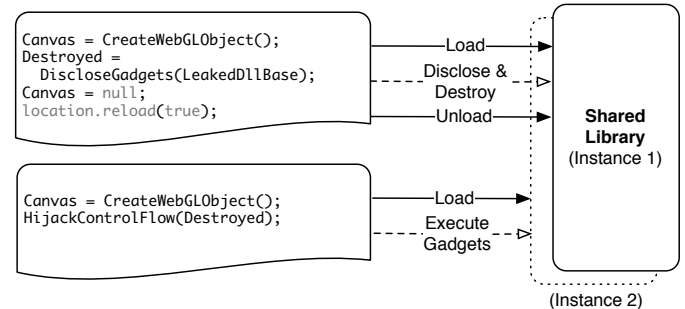 Canvas = CreateWebGLObject();
Destroyed =
DiscloseGadgets(LeakedDllBase);
Canvas = null;
location.reload(true);
Load
Disclose &
Destroy
Unload
Shared
Library
(Instance 1)
Canvas = CreateWebGLObject();
HijackControlFlow(Destroyed);
Load
Execute
Gadgets
(Instance 2)